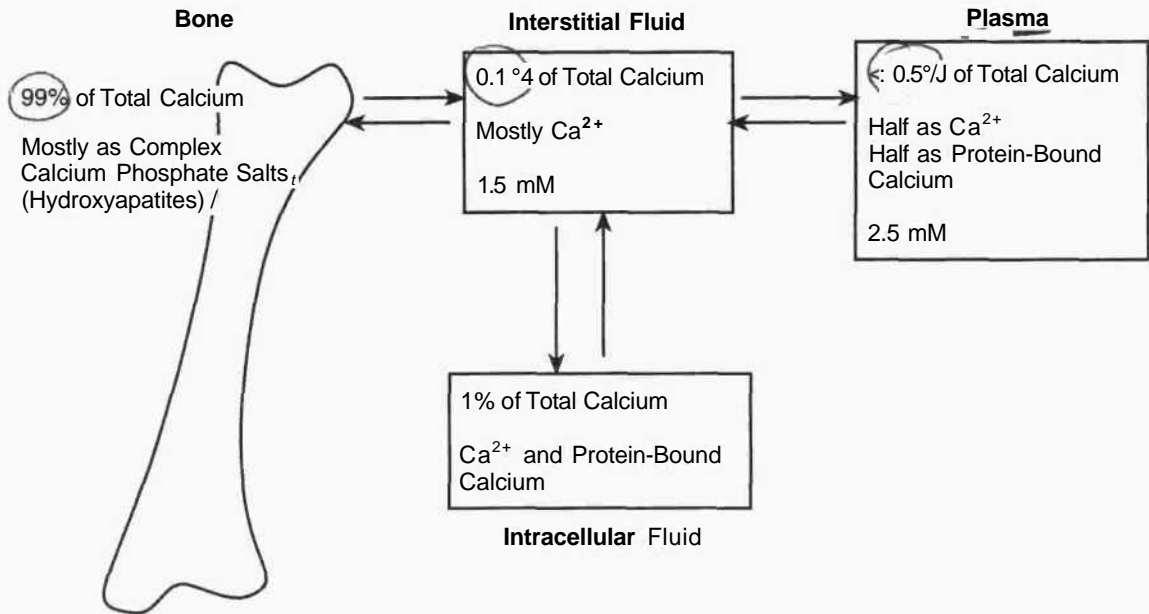 Bone
99% of Total Calcium
Mostly as Complex
Calcium Phosphate Salts,
(Hydroxyapatites) /
Interstitial Fluid
0.1 °4 of Total Calcium
Mostly Ca²⁺
1.5 mM
Plasma
<: 0.5°/J of Total Calcium
Half as Ca²⁺
Half as Protein-Bound
Calcium
2.5 mM
1% of Total Calcium
Ca²⁺ and Protein-Bound
Calcium
Intracellular Fluid